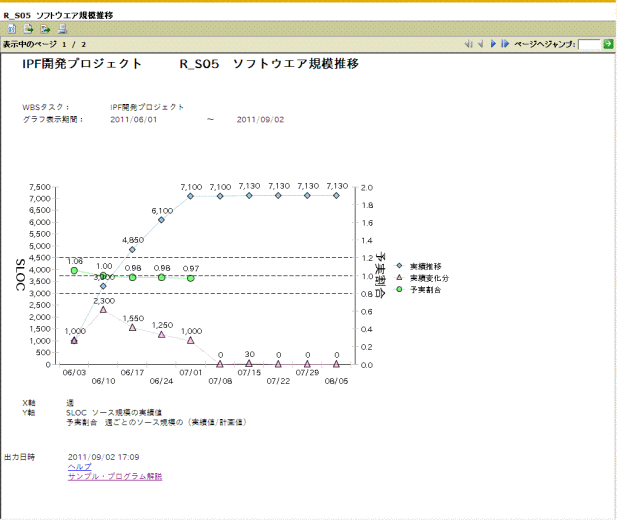 R_S05 ソフトウエア規模推移
表示中のページ 1 / 2
ページへジャンプ:
IPF開発プロジェクト R_S05 ソフトウエア規模推移
WBSタスク: IPF開発プロジェクト
グラフ表示期間: 2011/06/01 ~ 2011/09/02
7,500
7,000
6,500
6,000
5,500
5,000
4,500
4,000
3,500
3,000
2,500
2,000
1,500
1,000
500
0
SLOC
7,100 7,100 7,130 7,130 7,130 7,130
6,100
4,850
3,300
1.06 1.00 0.98 0.98 0.97
2,300
1,550
1,250
1,000
1,000
0 30 0 0 0
2.0
1.8
1.6
1.4
1.2
1.0
0.8
0.6
0.4
0.2
0.0
予実割合
実績推移
実績変化分
予実割合
06/03 06/17 07/01 07/15 07/29
06/10 06/24 07/08 07/22 08/05
X軸 週
Y軸 SLOC ソース規模の実績値
予実割合 週ごとのソース規模の(実績値/計画値)
出力日時 2011/09/02 17:09
ヘルプ
サンプル・プログラム解説